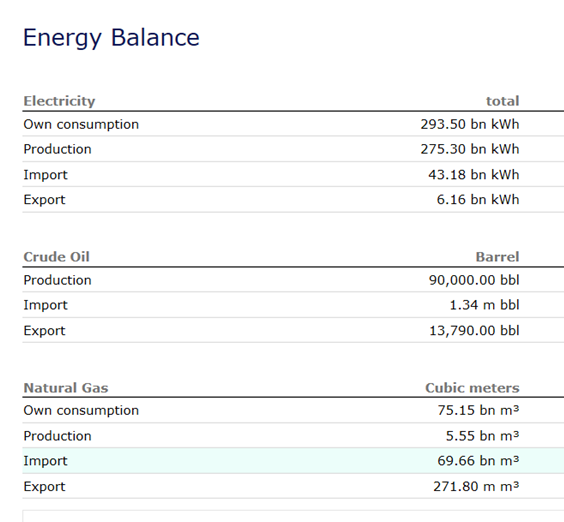 Energy Balance
Electricity total
Own consumption 293.50 bn kWh
Production 275.30 bn kWh
Import 43.18 bn kWh
Export 6.16 bn kWh
Crude Oil Barrel
Production 90,000.00 bbl
Import 1.34 m bbl
Export 13,790.00 bbl
Natural Gas Cubic meters
Own consumption 75.15 bn m³
Production 5.55 bn m³
Import 69.66 bn m³
Export 271.80 m m³